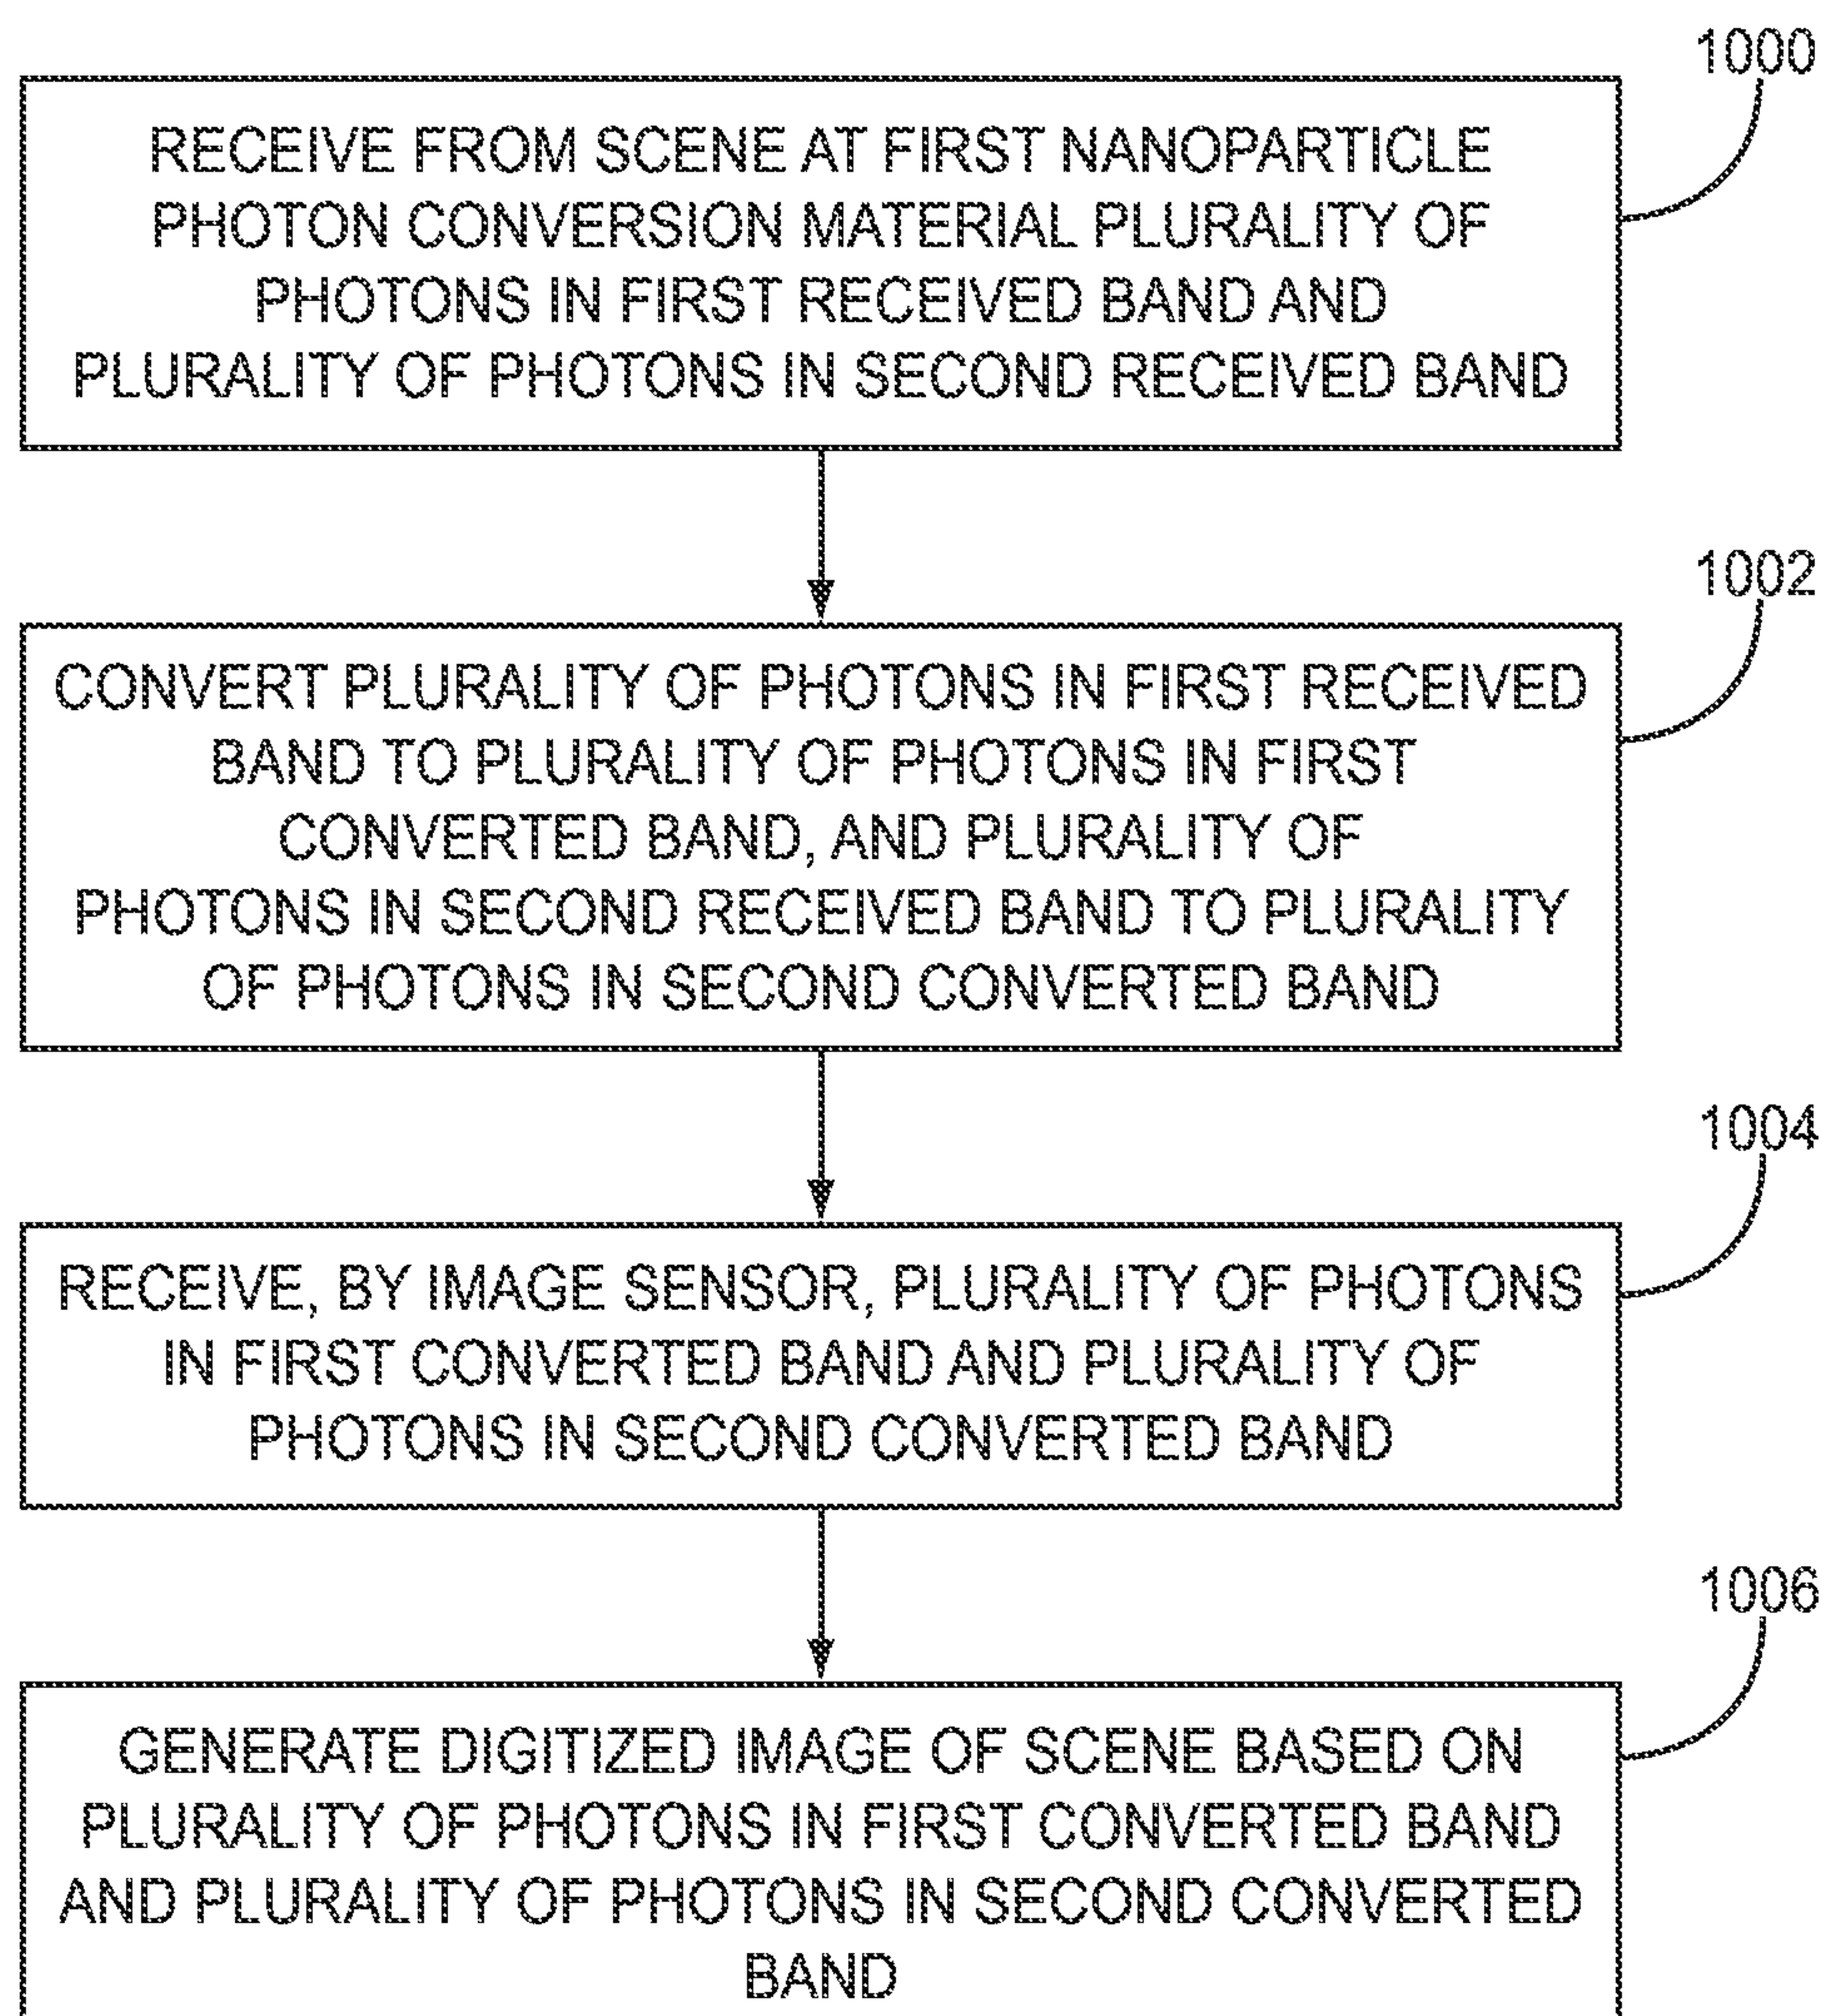 1000
RECEIVE FROM SCENE AT FIRST NANOPARTICLE
PHOTON CONVERSION MATERIAL PLURALITY OF
PHOTONS IN FIRST RECEIVED BAND AND
PLURALITY OF PHOTONS IN SECOND RECEIVED BAND
1002
CONVERT PLURALITY OF PHOTONS IN FIRST RECEIVED
BAND TO PLURALITY OF PHOTONS IN FIRST
CONVERTED BAND, AND PLURALITY OF
PHOTONS IN SECOND RECEIVED BAND TO PLURALITY
OF PHOTONS IN SECOND CONVERTED BAND
1004
RECEIVE, BY IMAGE SENSOR, PLURALITY OF PHOTONS
IN FIRST CONVERTED BAND AND PLURALITY OF
PHOTONS IN SECOND CONVERTED BAND
1006
GENERATE DIGITIZED IMAGE OF SCENE BASED ON
PLURALITY OF PHOTONS IN FIRST CONVERTED BAND
AND PLURALITY OF PHOTONS IN SECOND CONVERTED
BAND